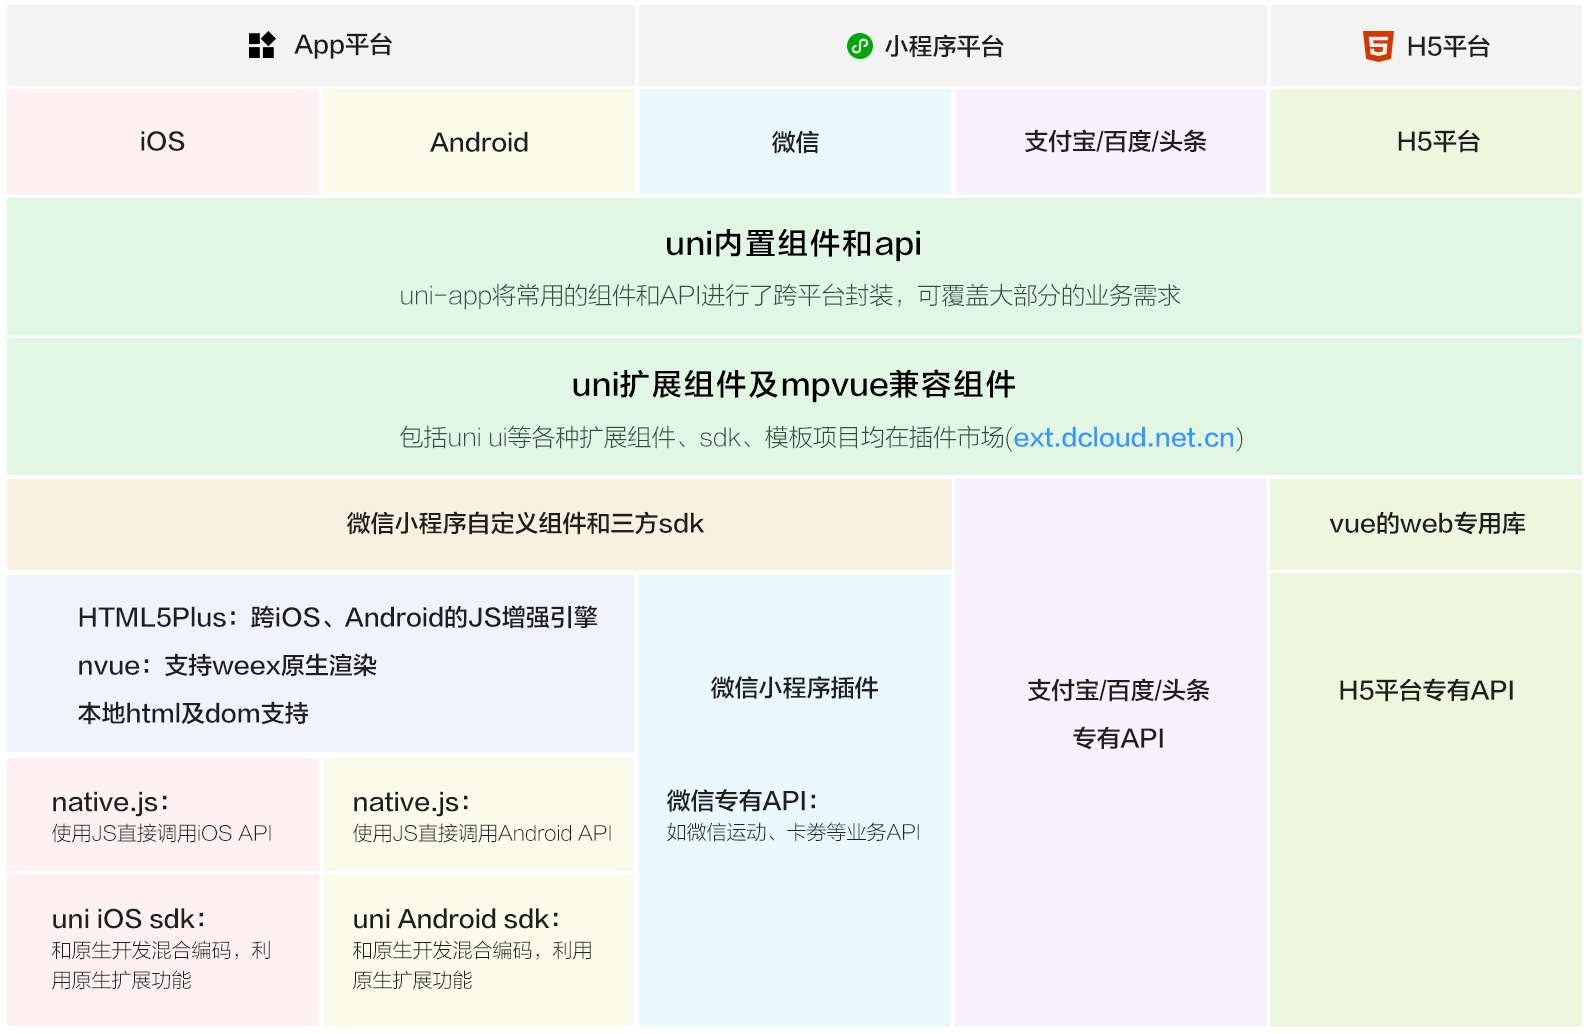 App平台
小程序平台
H5平台
iOS
Android
微信
支付宝/百度/头条
H5平台
uni内置组件和api
uni-app将常用的组件和API进行了跨平台封装，可覆盖大部分的业务需求
uni扩展组件及mpvue兼容组件
包括uni ui等各种扩展组件、sdk、模板项目均在插件市场(ext.dcloud.net.cn)
微信小程序自定义组件和三方sdk
vue的web专用库
HTML5Plus：跨iOS、Android的JS增强引擎
nvue：支持weex原生渲染
本地html及dom支持
微信小程序插件
支付宝/百度/头条
专有API
H5平台专有API
native.js：
使用JS直接调用iOS API
native.js：
使用JS直接调用Android API
微信专有API：
如微信运动、卡券等业务API
uni iOS sdk：
和原生开发混合编码，利
用原生扩展功能
uni Android sdk：
和原生开发混合编码，利用
原生扩展功能